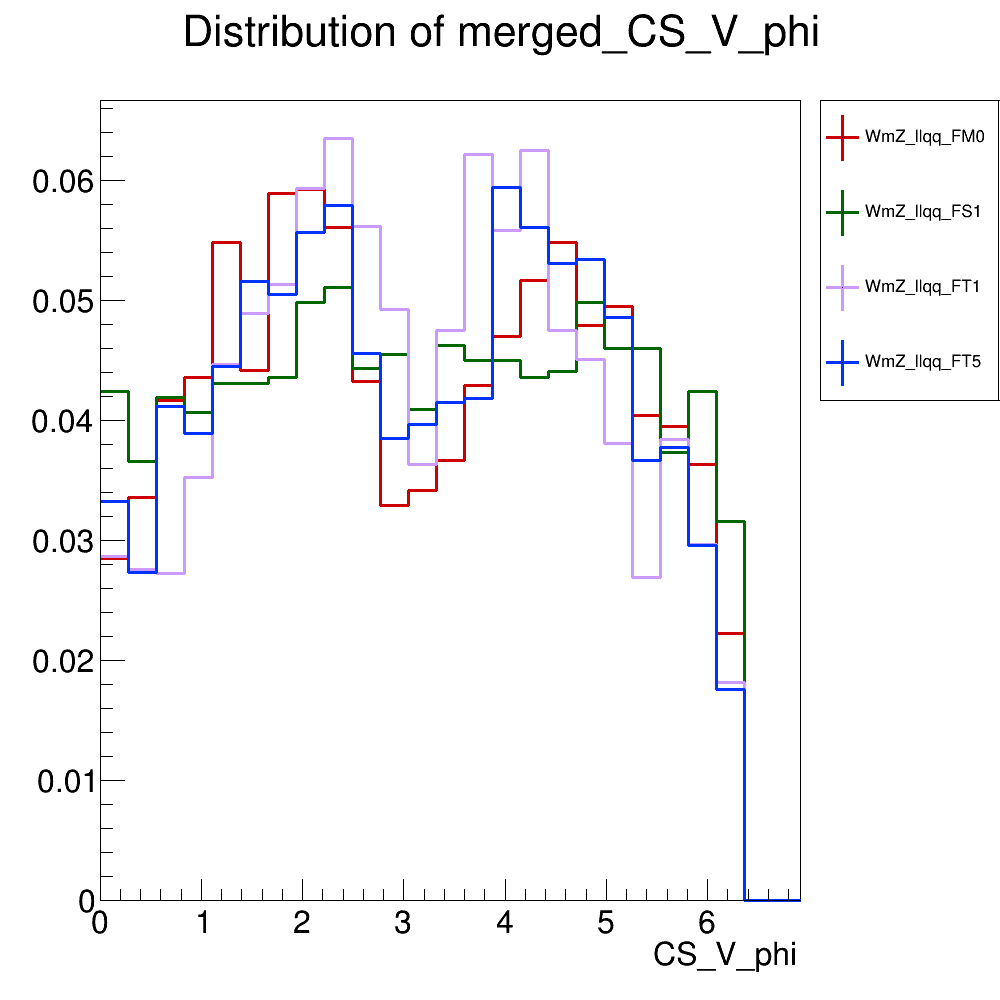 Distribution of merged_CS_V_phi
WmZ_llqq_FM0
WmZ_llqq_FS1
WmZ_llqq_FT1
WmZ_llqq_FT5
0.06
0.05
0.04
0.03
0.02
0.01
0
0 1 2 3 4 5 6
CS_V_phi